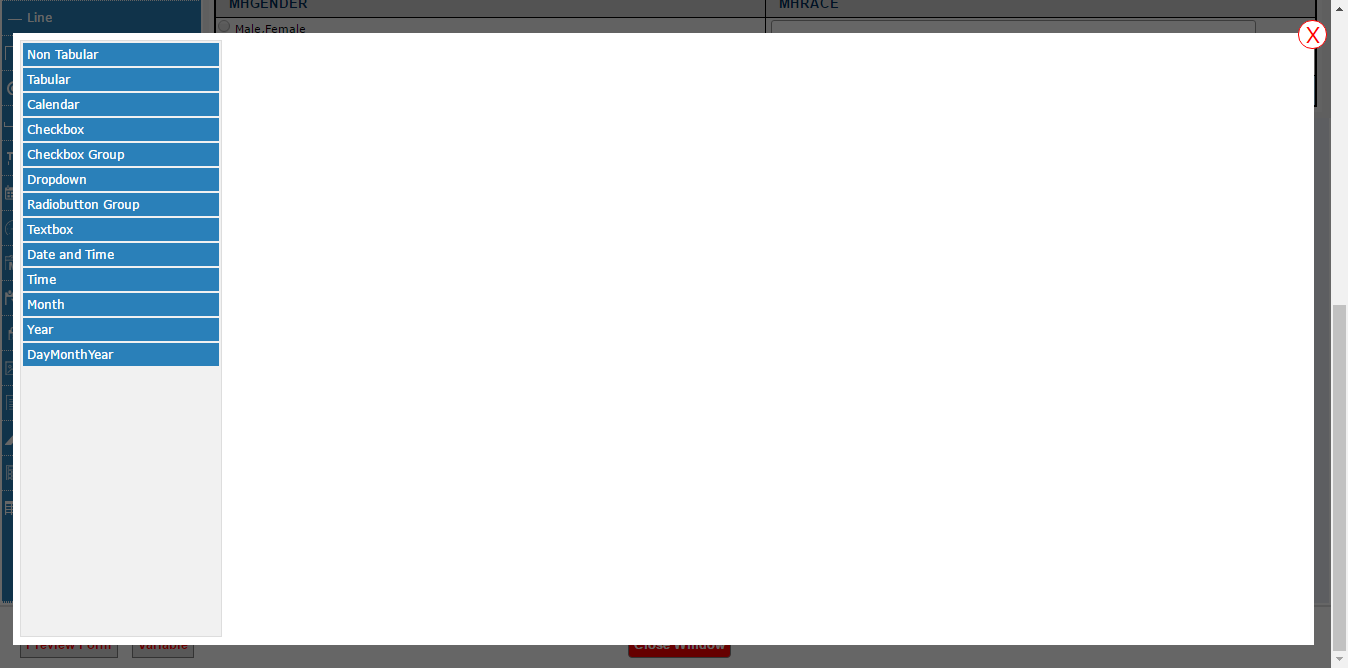 Line
MHGENDER
MHRACE
Male,Female
X
Non Tabular
Tabular
Calendar
Checkbox
Checkbox Group
Dropdown
Radiobutton Group
Textbox
Date and Time
Time
Month
Year
DayMonthYear
Preview Form
Variable
Close Window